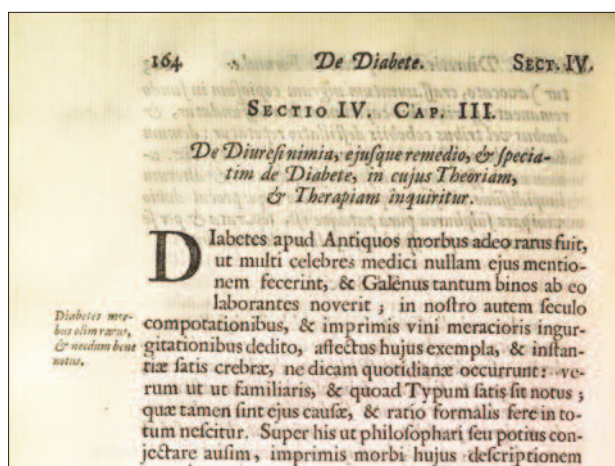 164 De Diabete. SECT. IV.
SECTIO IV. CAP. III.
De Diuresi nimia, ejusque remedio, & specia-
tim de Diabete, in cujus Theoriam,
& Therapiam inquiritur.
DIabetes apud Antiquos morbus adeo rarus fuit,
ut multi celebres medici nullam ejus mentio-
nem fecerint, & Galenus tantum binos ab eo
laborantes noverit ; in nostro autem seculo
Diabetes mor-
bus olim rarus,
& necdum bene
notus.
compotationibus, & imprimis vini meracioris ingur-
gitationibus dedito, affectus hujus exempla, & instan-
tiæ satis crebræ, ne dicam quotidianæ occurrunt: ve-
rum ut ut familiaris, & quoad Typum satis sit notus ;
quæ tamen sint ejus causæ, & ratio formalis fere in to-
tum nescitur. Super his ut philosophari seu potius con-
jectare ausim, imprimis morbi hujus descriptionem